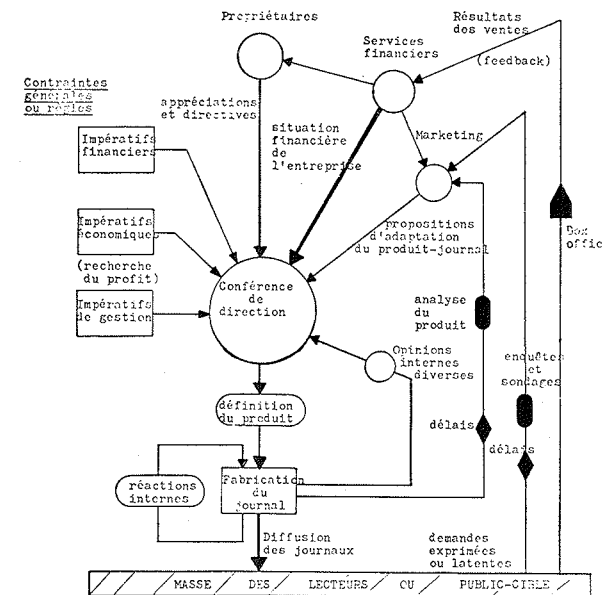 Propriétaires
Services
financiers
Résultats
des ventes
(feedback)
Contraintes
générales
ou règles
appréciations
et directives
situation
financière
de
l'entreprise
Marketing
Impératifs
financiers
Impératifs
économiques
(recherche
du profit)
Impératifs
de gestion
propositions
d'adaptation
du produit-journal
Box
offic
Conférence
de
direction
analyse
du
produit
Opinions
internes
diverses
enquêtes
et
sondages
définition
du produit
délais
délais
réactions
internes
Fabrication
du
journal
Diffusion
des journaux
demandes
exprimées
ou latentes
MASSE DES LECTEURS OU PUBLIC-CIBLE